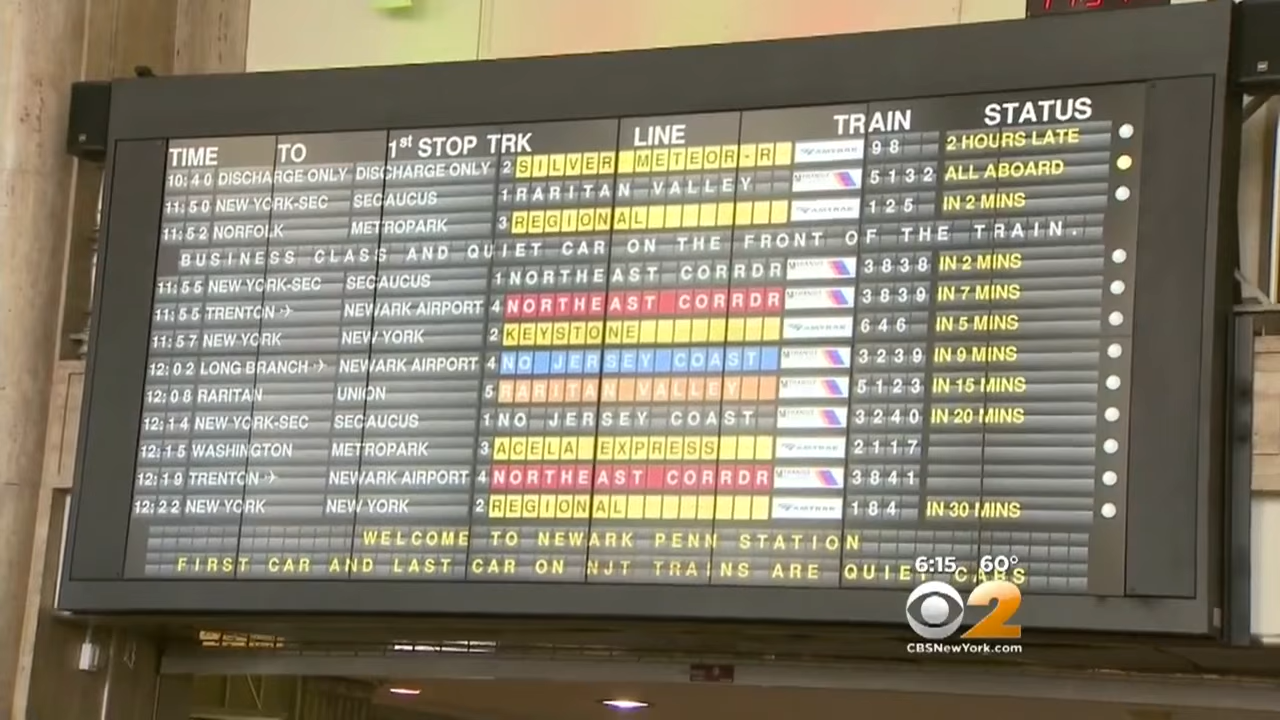 TIME TO 1st STOP TRK LINE TRAIN STATUS
10:40 DISCHARGE ONLY DISCHARGE ONLY 2 SILVER METEOR-R AMTRAK 98 2 HOURS LATE
11:50 NEW YORK-SEC SECAUCUS 1 RARITAN VALLEY 5132 ALL ABOARD
11:52 NORFOLK METROPARK 3 REGIONAL AMTRAK 125 IN 2 MINS
BUSINESS CLASS AND QUIET CAR ON THE FRONT OF THE TRAIN.
11:55 NEW YORK-SEC SECAUCUS 1 NORTHEAST CORRDR 3838 IN 2 MINS
11:55 TRENTON ✈ NEWARK AIRPORT 4 NORTHEAST CORRDR 3839 IN 7 MINS
11:57 NEW YORK NEW YORK 2 KEYSTONE AMTRAK 646 IN 5 MINS
12:02 LONG BRANCH ✈ NEWARK AIRPORT 4 NO JERSEY COAST 3239 IN 9 MINS
12:08 RARITAN UNION 5 RARITAN VALLEY 5123 IN 15 MINS
12:14 NEW YORK-SEC SECAUCUS 1 NO JERSEY COAST 3240 IN 20 MINS
12:15 WASHINGTON METROPARK 3 ACELA EXPRESS AMTRAK 2117
12:19 TRENTON ✈ NEWARK AIRPORT 4 NORTHEAST CORRDR 3841
12:22 NEW YORK NEW YORK 2 REGIONAL AMTRAK 184 IN 30 MINS
WELCOME TO NEWARK PENN STATION
FIRST CAR AND LAST CAR ON NJT TRAINS ARE QUIET CARS
6:15 60°
2
CBSNewYork.com